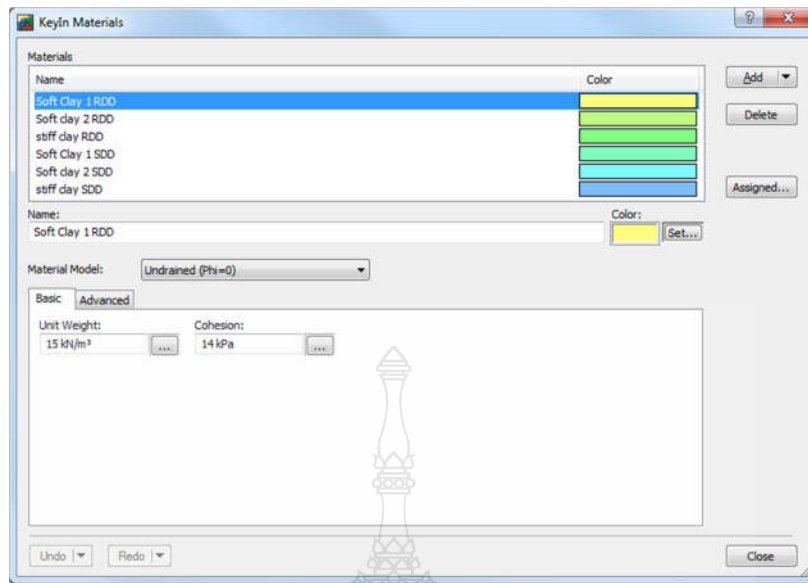 KeyIn Materials
Materials
Name Color
Add
Soft Clay 1 RDD
Soft clay 2 RDD
Delete
stiff clay RDD
Soft Clay 1 SDD
Soft clay 2 SDD
stiff clay SDD
Assigned...
Name: Color:
Soft Clay 1 RDD Set...
Material Model: Undrained (Phi=0)
Basic Advanced
Unit Weight: Cohesion:
15 kN/m³ ... 14 kPa ...
Undo Redo Close